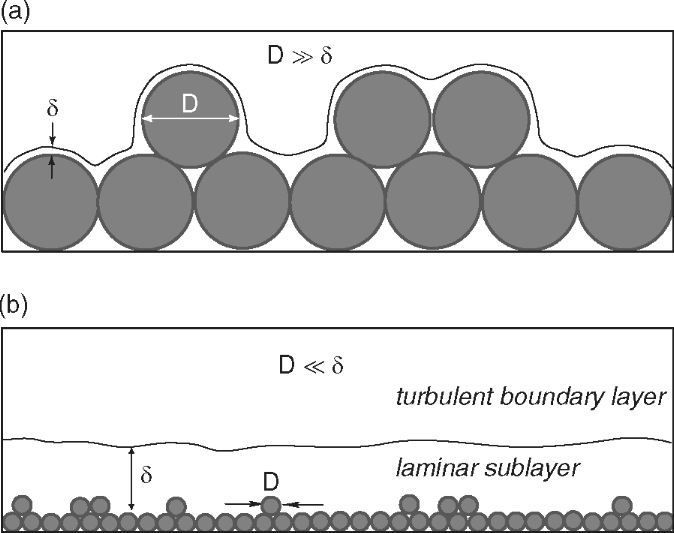 (a)
D ≫ δ
δ
D
(b)
D ≪ δ
turbulent boundary layer
laminar sublayer
δ
D